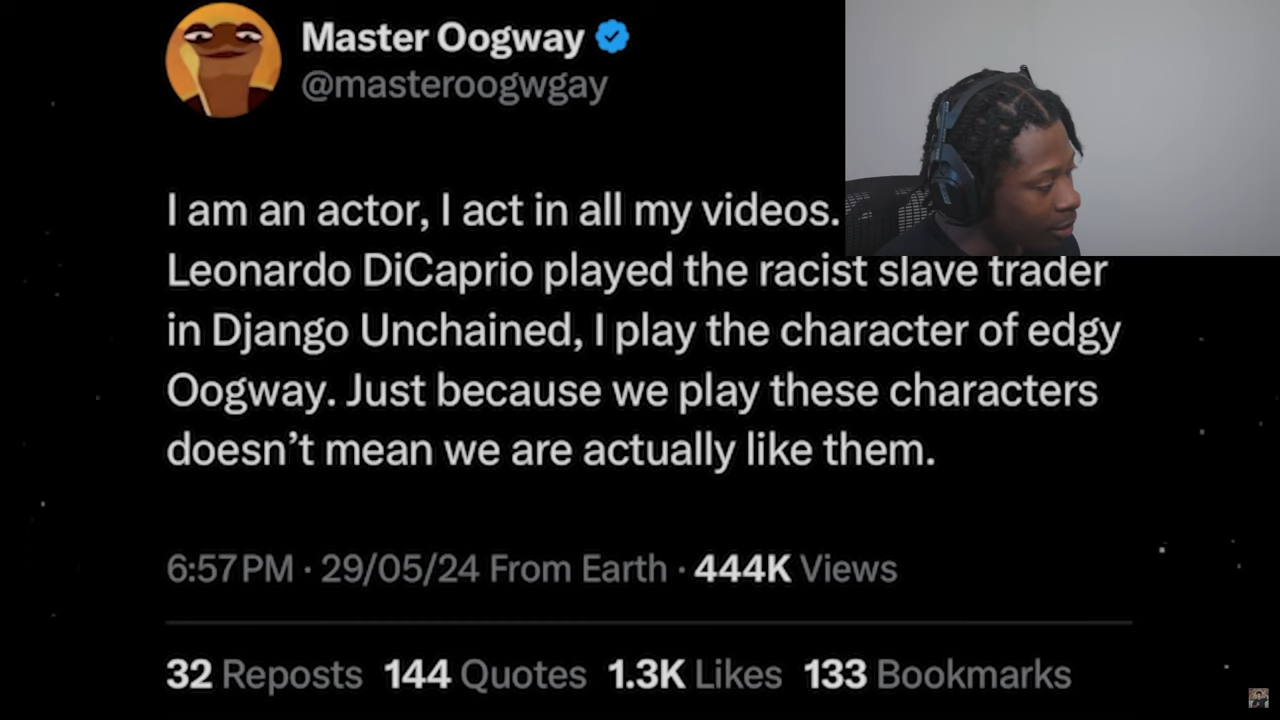 Master Oogway
@masteroogwgay
I am an actor, I act in all my videos.
Leonardo DiCaprio played the racist slave trader
in Django Unchained, I play the character of edgy
Oogway. Just because we play these characters
doesn’t mean we are actually like them.
6:57 PM · 29/05/24 From Earth · 444K Views
32 Reposts 144 Quotes 1.3K Likes 133 Bookmarks